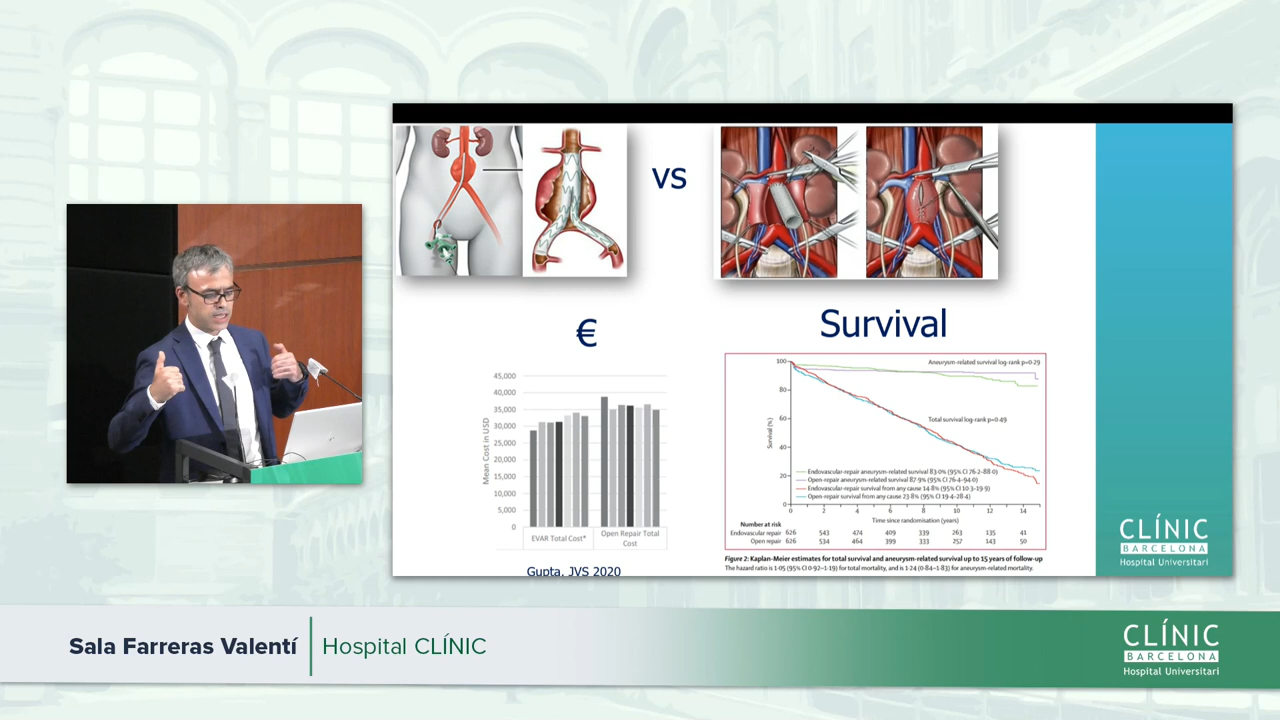 vs
€
Survival
45,000
40,000
35,000
30,000
25,000
20,000
15,000
10,000
5,000
0
Mean Cost in USD
EVAR Total Cost*
Open Repair Total
Cost
Gupta, JVS 2020
Aneurysm-related survival log-rank p=0·29
Total survival log-rank p=0·49
100
80
60
40
20
0
Survival (%)
Endovascular-repair aneurysm-related survival 83·0% (95% CI 76·2–88·0)
Open-repair aneurysm-related survival 87·9% (95% CI 76·4–94·0)
Endovascular-repair survival from any cause 14·8% (95% CI 10·3–19·9)
Open-repair survival from any cause 23·8% (95% CI 19·4–28·4)
0 2 4 6 8 10 12 14
Time since randomisation (years)
Number at risk
Endovascular repair 626 543 474 409 339 263 135 41
Open repair 626 534 464 399 333 257 143 50
Figure 2: Kaplan-Meier estimates for total survival and aneurysm-related survival up to 15 years of follow-up
The hazard ratio is 1·05 (95% CI 0·92–1·19) for total mortality, and is 1·24 (0·84–1·83) for aneurysm-related mortality.
CLÍNIC
BARCELONA
Hospital Universitari
Sala Farreras Valentí
Hospital CLÍNIC
CLÍNIC
BARCELONA
Hospital Universitari